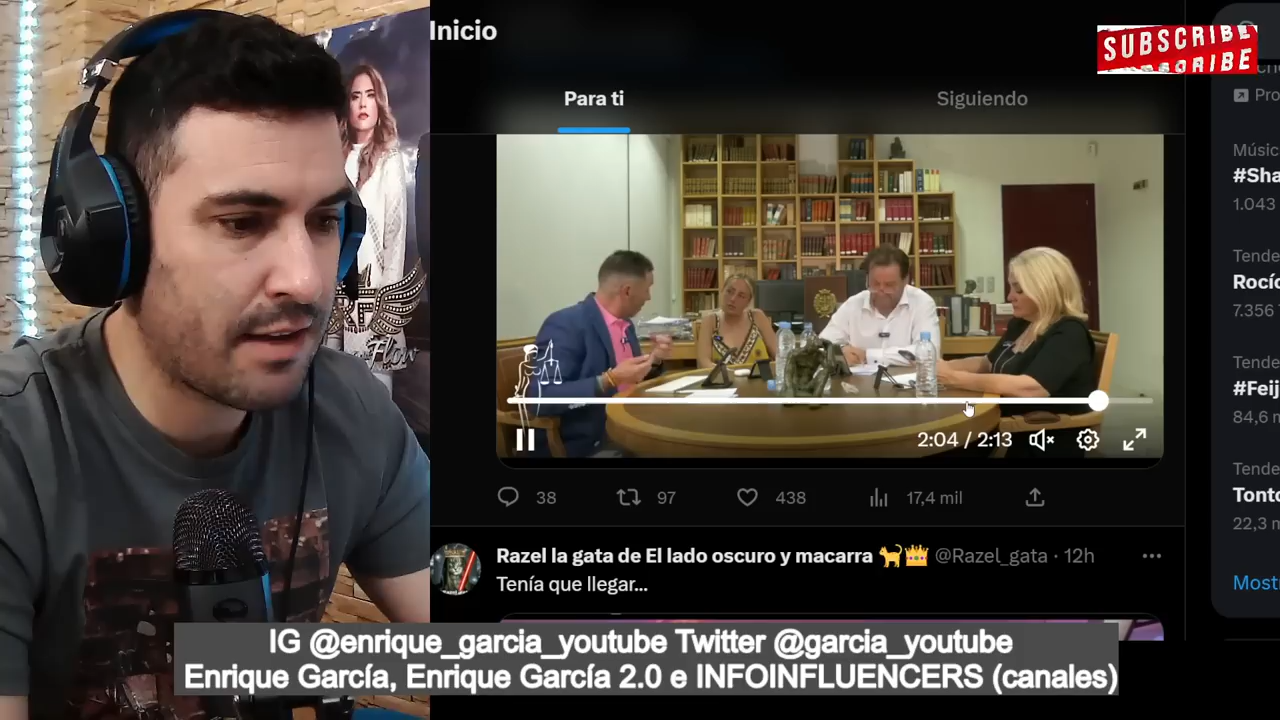 Inicio
SUBSCRIBE
Para ti
Siguiendo
Pro
Músic
#Sha
1.043
Tende
Rocío
7.356
Tende
#Feij
84,6 m
Tende
Tonto
22,3 m
Most
2:04 / 2:13
38
97
438
17,4 mil
Razel la gata de El lado oscuro y macarra 🐈👑 @Razel_gata · 12h
Tenía que llegar...
IG @enrique_garcia_youtube Twitter @garcia_youtube
Enrique García, Enrique García 2.0 e INFOINFLUENCERS (canales)